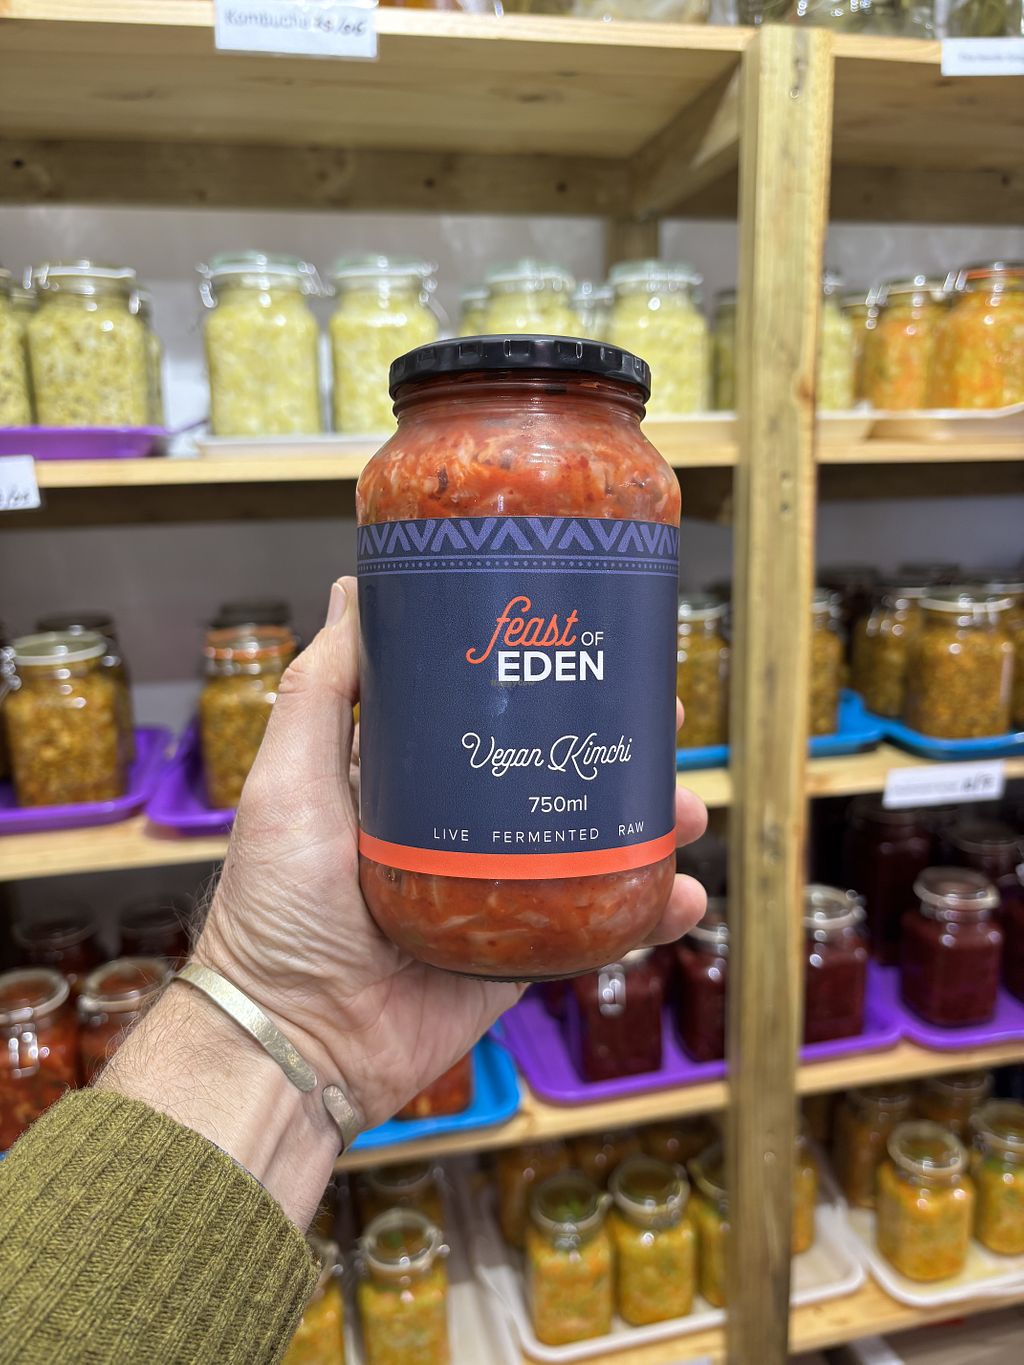 Kombucha
feast OF
EDEN
Vegan Kimchi
750ml
LIVE FERMENTED RAW